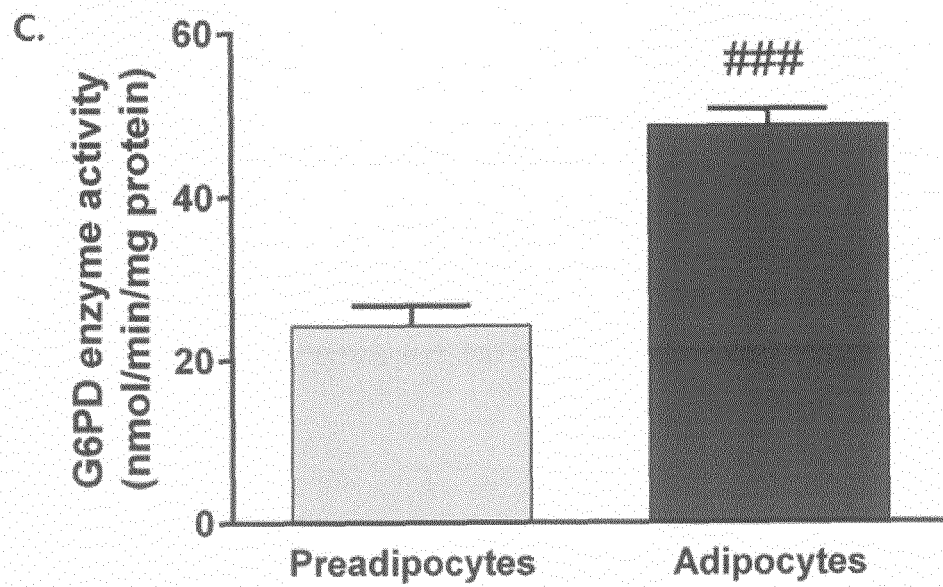 C.
G6PD enzyme activity
(nmol/min/mg protein)
60
40
20
0
###
Preadipocytes
Adipocytes